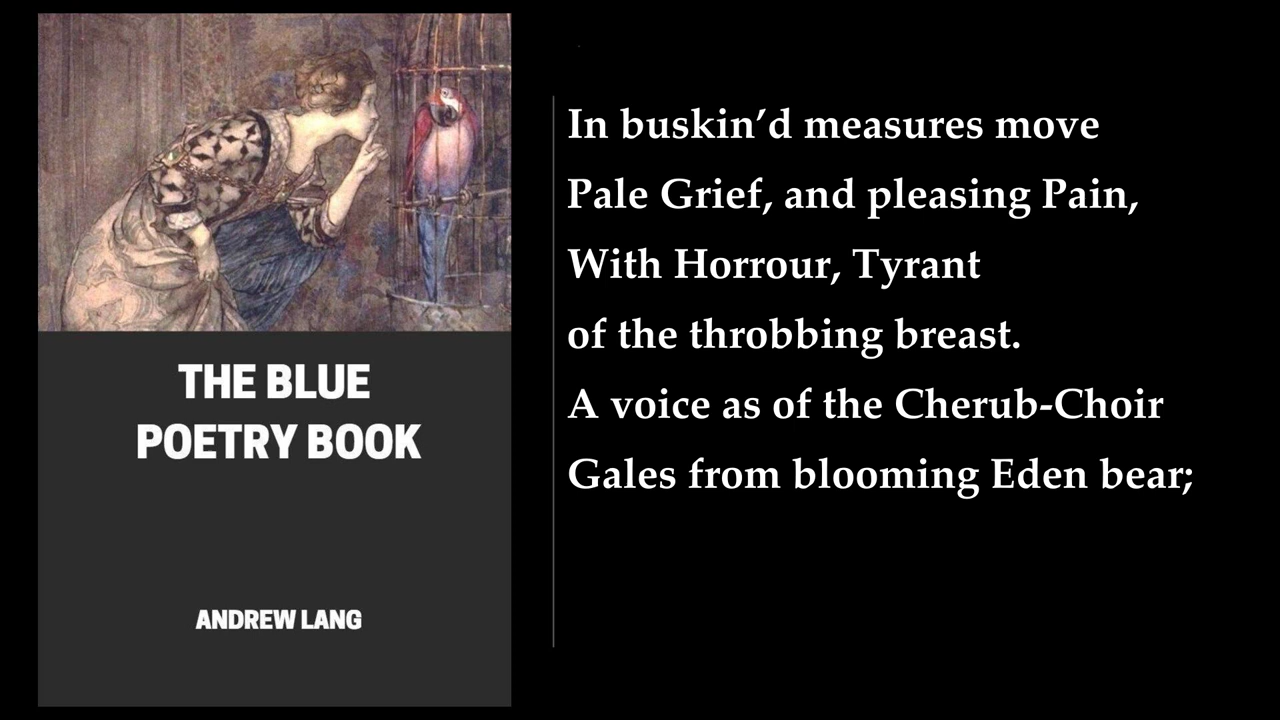 THE BLUE
POETRY BOOK
ANDREW LANG
In buskin’d measures move
Pale Grief, and pleasing Pain,
With Horrour, Tyrant
of the throbbing breast.
A voice as of the Cherub-Choir
Gales from blooming Eden bear;